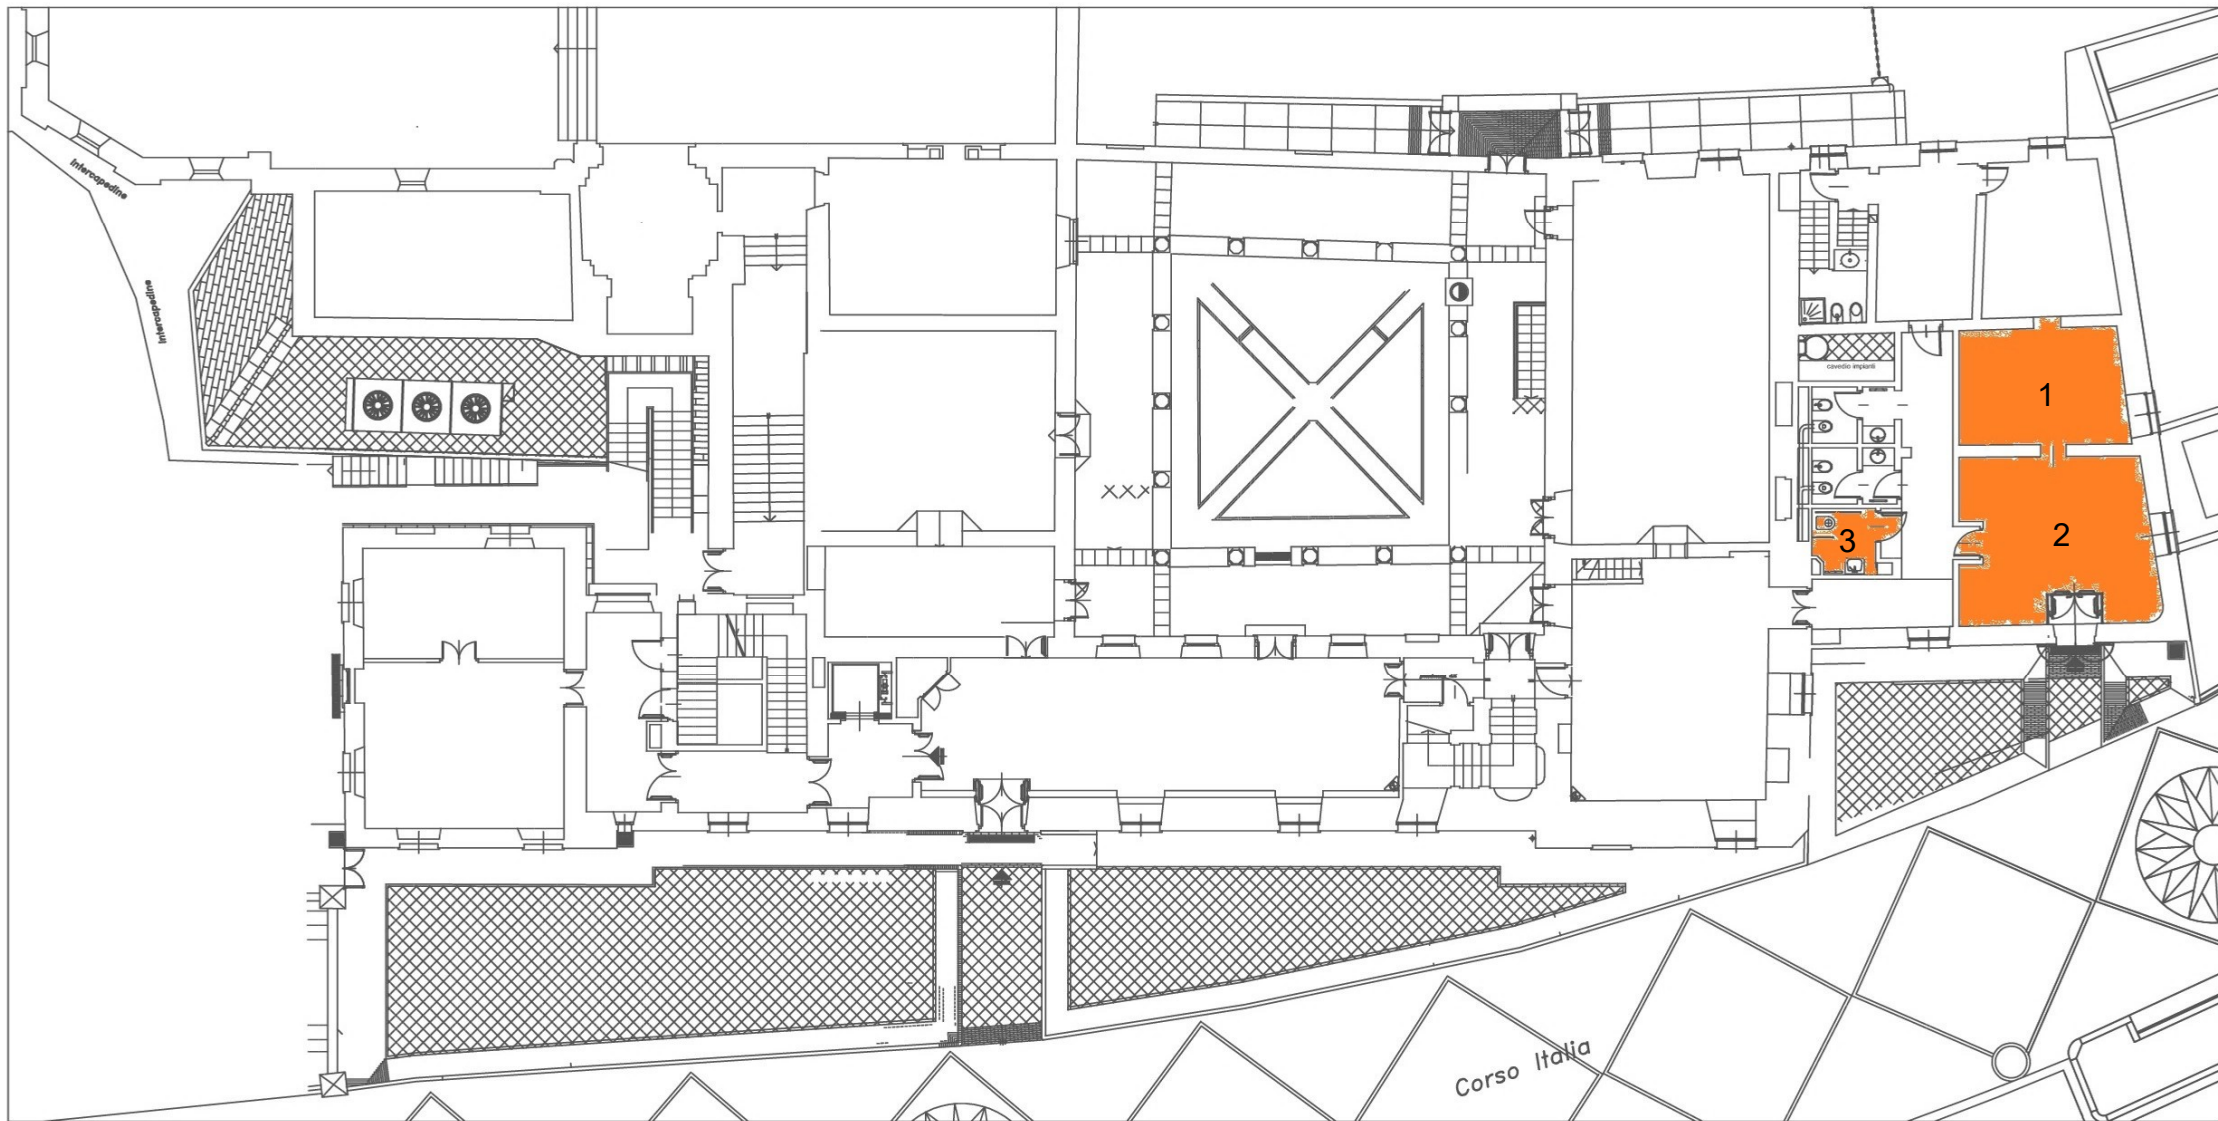 Intercapedine
Intercapedine
cavedio impianti
1
2
3
Corso Italia